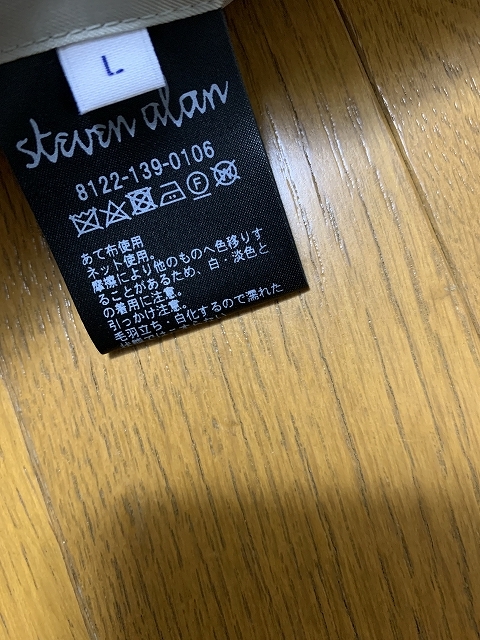 L
steven alan
8122-139-0106
あて布使用
ネット使用。
摩擦により他のものへ色移りす
ることがあるため、白・淡色と
の着用に注意。
引っかけ注意。
毛羽立ち・白化するので濡れた